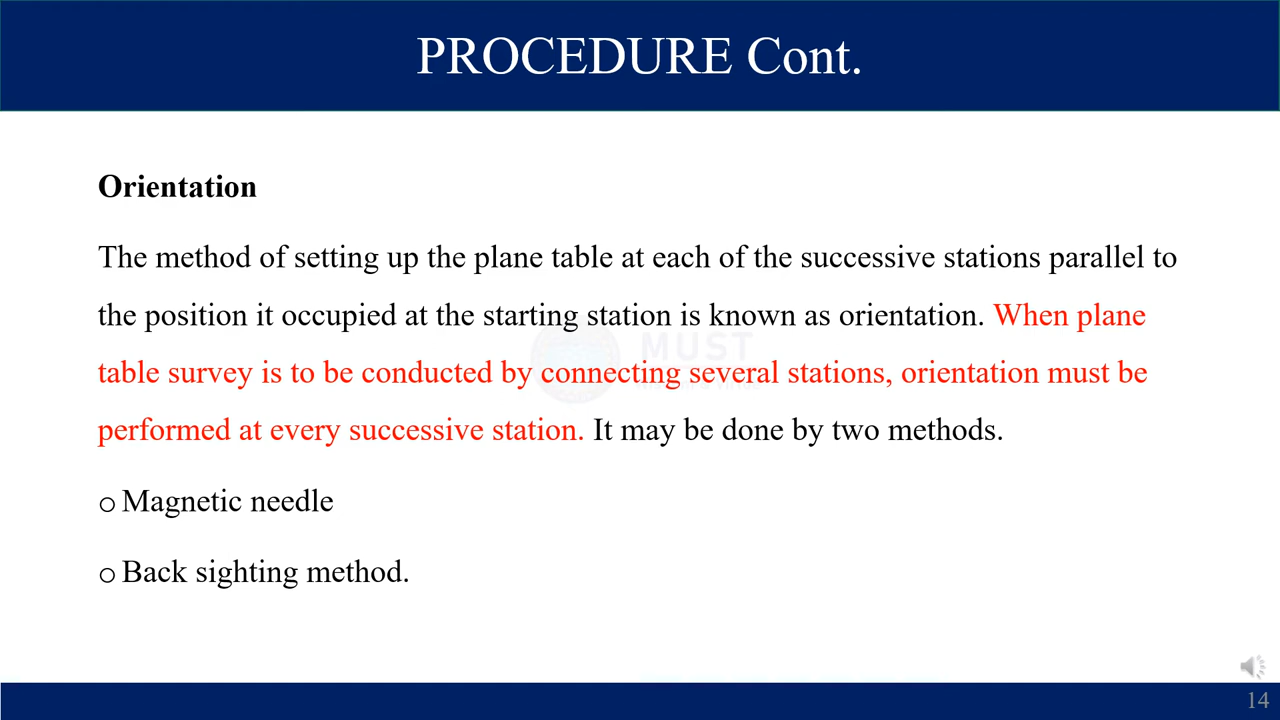 PROCEDURE Cont.
Orientation
The method of setting up the plane table at each of the successive stations parallel to
the position it occupied at the starting station is known as orientation. When plane
table survey is to be conducted by connecting several stations, orientation must be
performed at every successive station. It may be done by two methods.
MUST
o Magnetic needle
o Back sighting method.
14